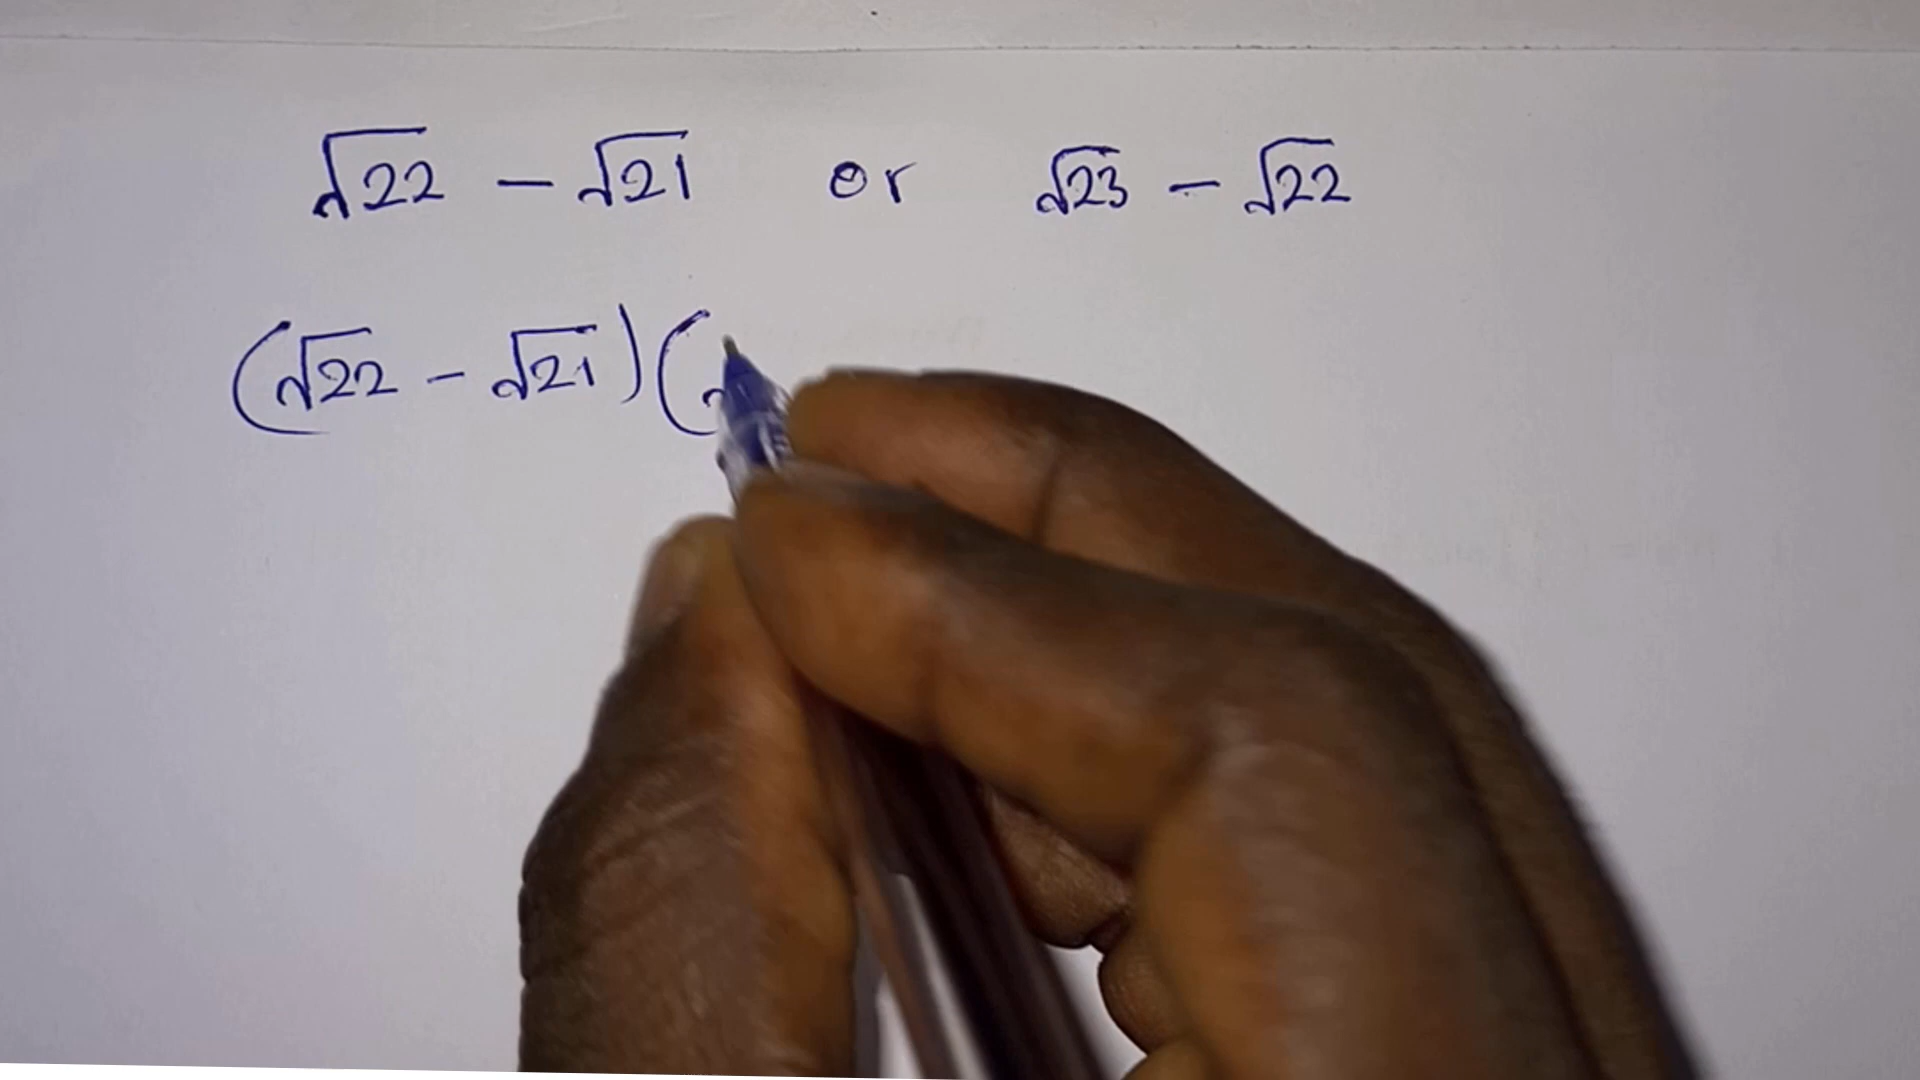 √22 − √21 or √23 − √22
(√22 − √21)(